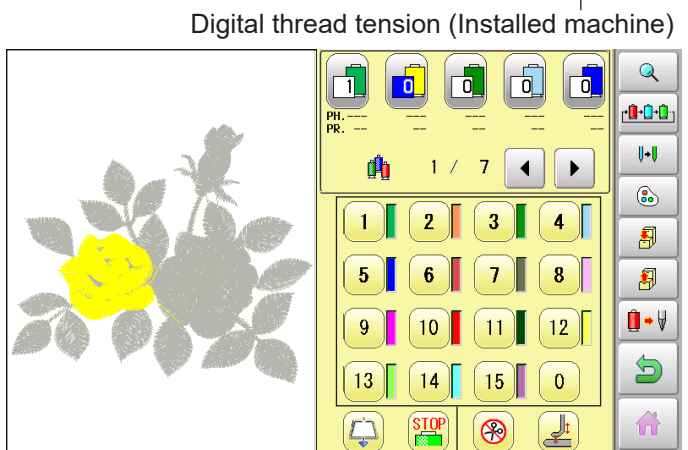 Digital thread tension (Installed machine)
1 0 0 0 0
PH.--- --- --- --- ---
PR. -- -- -- -- --
1 / 7
1 2 3 4
5 6 7 8
9 10 11 12
13 14 15 0
STOP